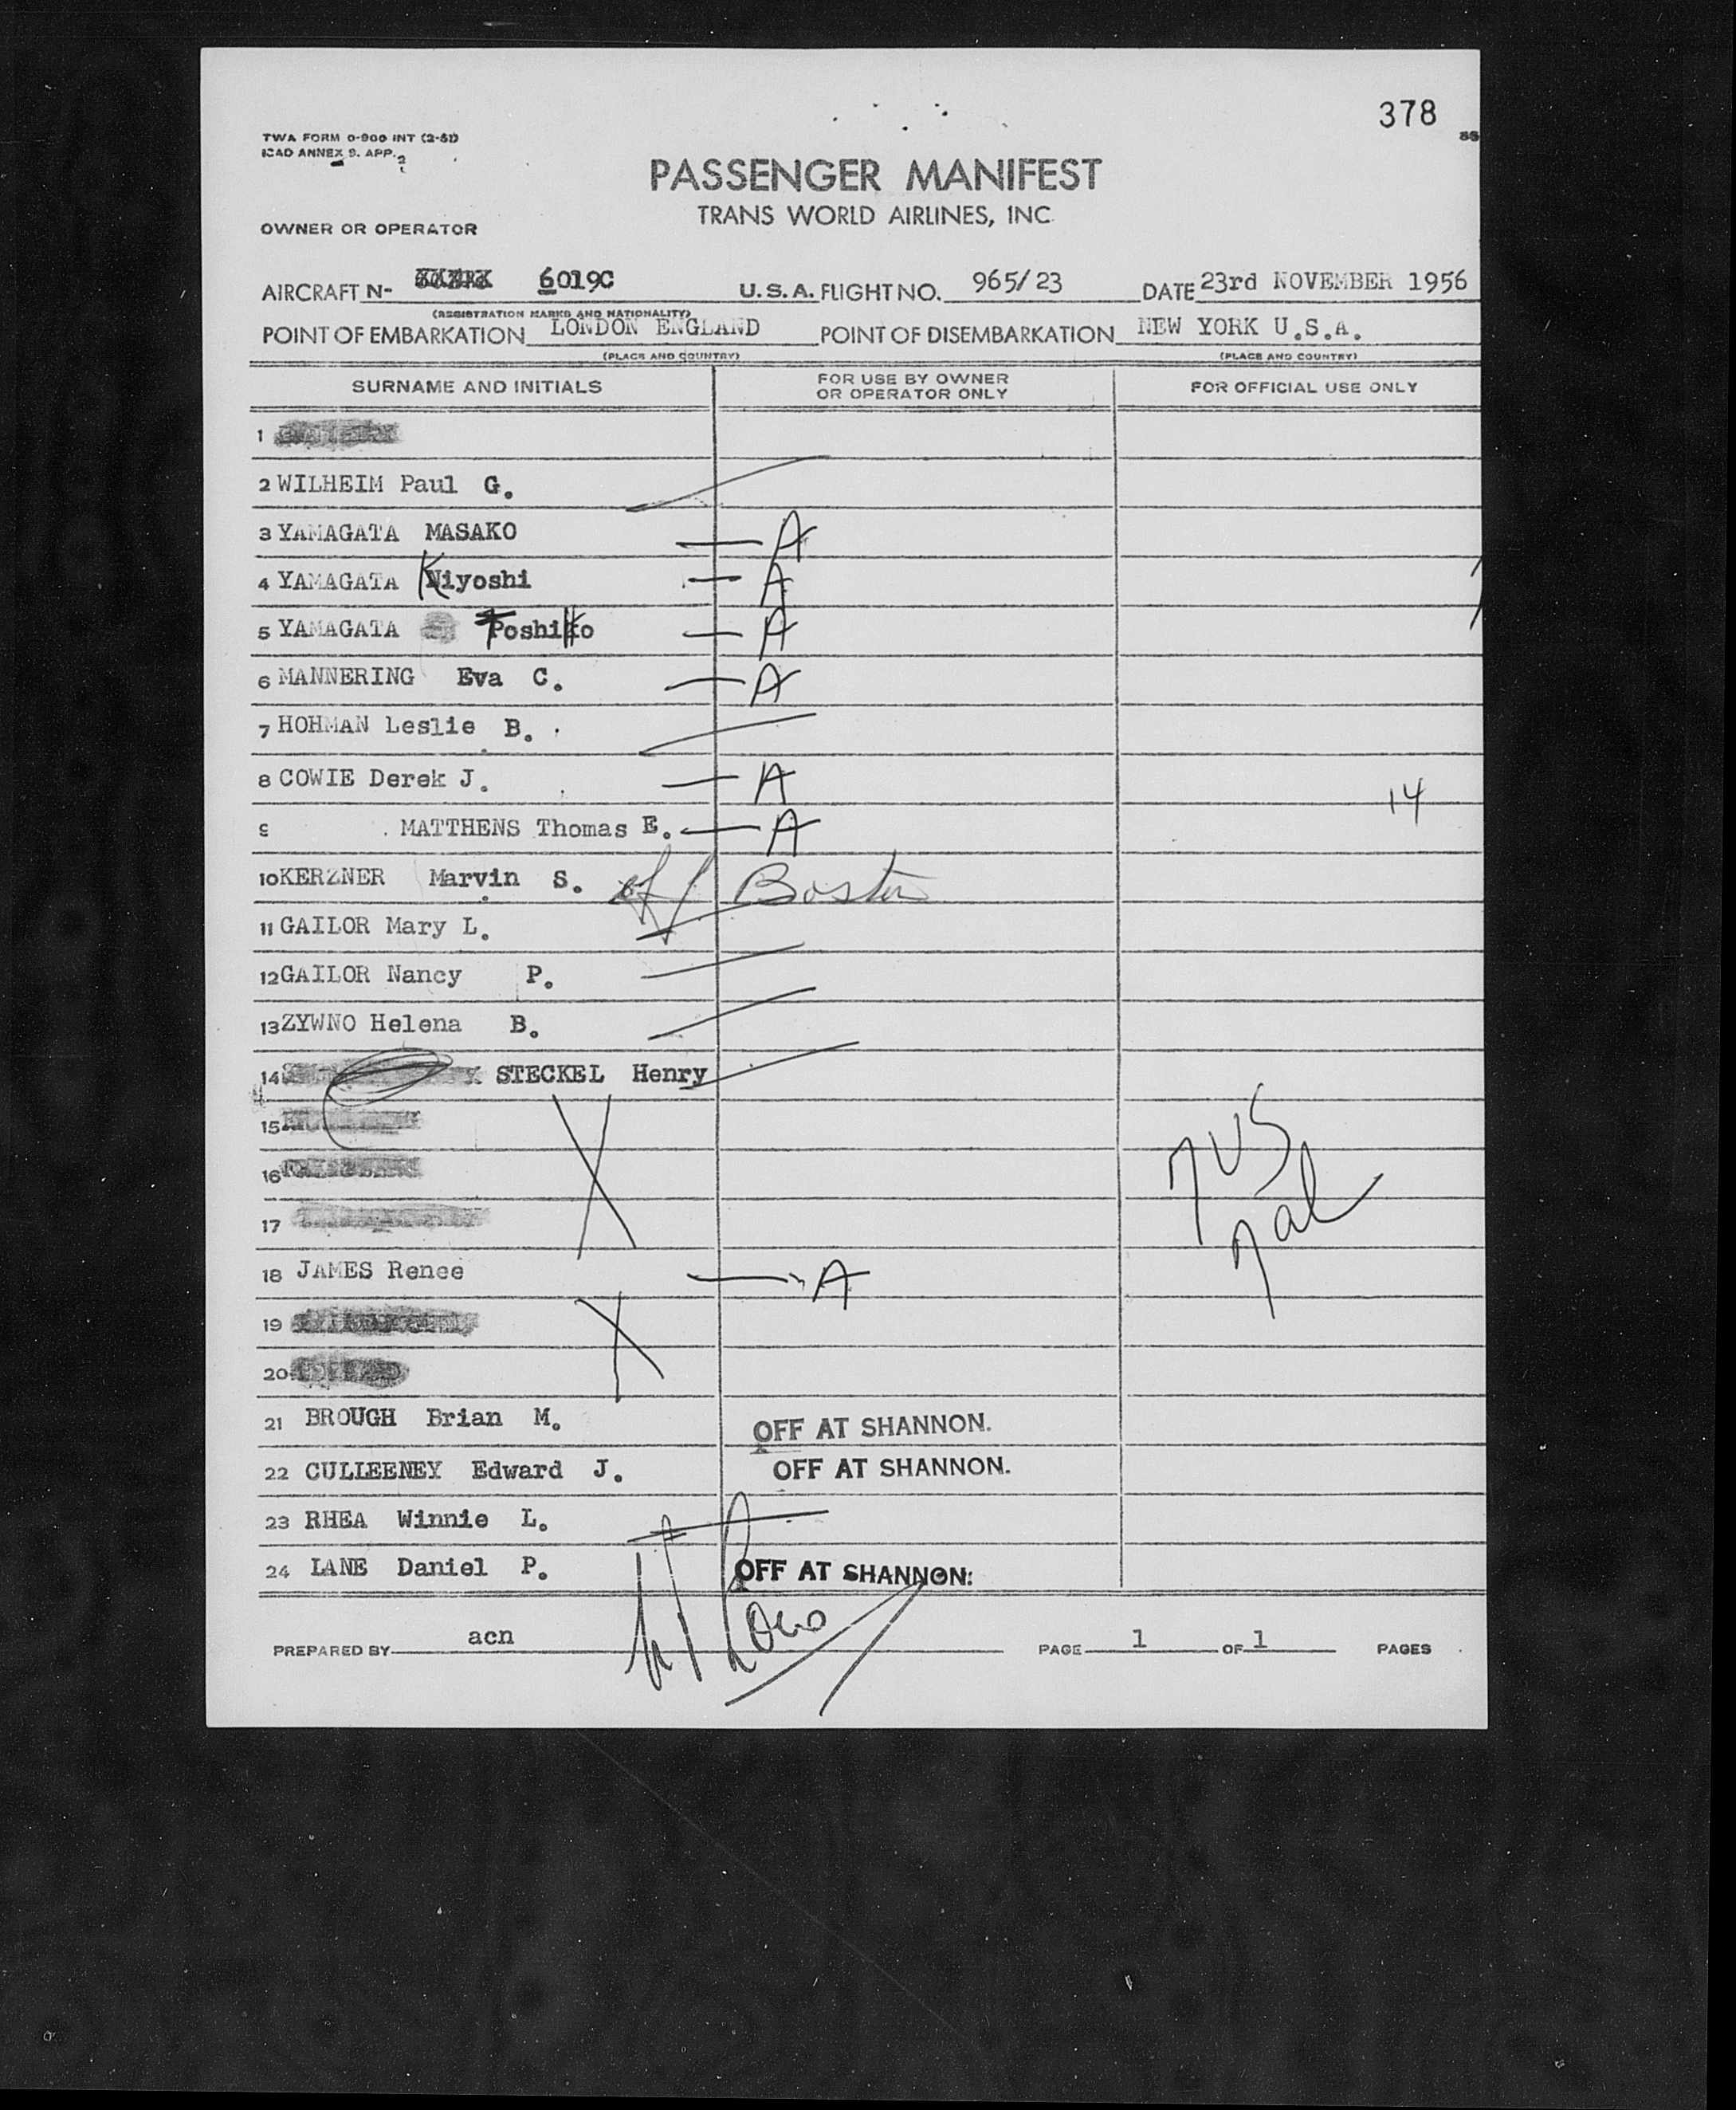 378
TWA FORM 0-900 INT (2-51)
ICAO ANNEX 9. APP. 2
PASSENGER MANIFEST
TRANS WORLD AIRLINES, INC.
OWNER OR OPERATOR
AIRCRAFT N- 6019C U.S.A. FLIGHT NO. 965/23 DATE 23rd NOVEMBER 1956
(REGISTRATION MARKS AND NATIONALITY)
POINT OF EMBARKATION LONDON ENGLAND POINT OF DISEMBARKATION NEW YORK U.S.A.
(PLACE AND COUNTRY) (PLACE AND COUNTRY)
SURNAME AND INITIALS FOR USE BY OWNER OR OPERATOR ONLY FOR OFFICIAL USE ONLY
1
2 WILHEIM Paul G.
3 YAMAGATA MASAKO — A
4 YAMAGATA Kiyoshi — A
5 YAMAGATA Toshiko — A
6 MANNERING Eva C. — A
7 HOHMAN Leslie B.
8 COWIE Derek J. — A
14
9 MATTHENS Thomas E. — A
10 KERZNER Marvin S. Boston
11 GAILOR Mary L.
12 GAILOR Nancy P.
13 ZYWNO Helena B.
14 STECKEL Henry
15
16
17
7 US
7 al
18 JAMES Renee — A
19
20
21 BROUGH Brian M. OFF AT SHANNON.
22 CULLEENEY Edward J. OFF AT SHANNON.
23 RHEA Winnie L.
24 LANE Daniel P. OFF AT SHANNON.
PREPARED BY acn PAGE 1 OF 1 PAGES